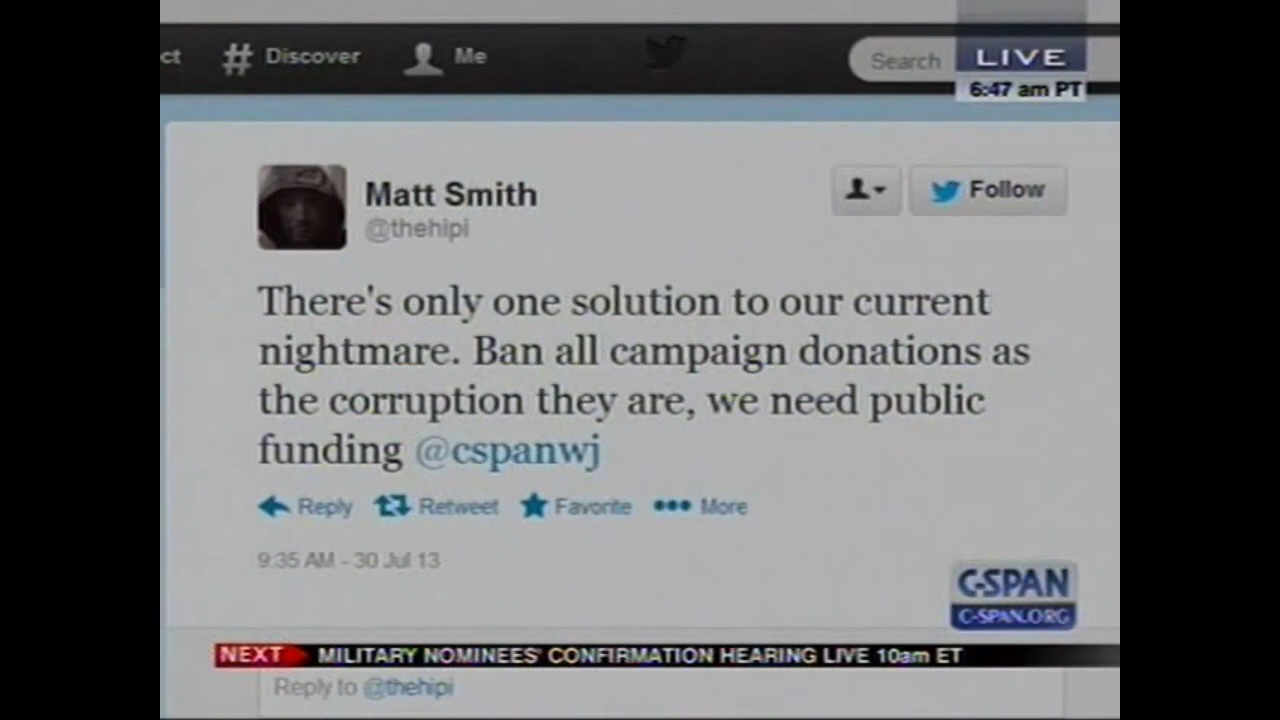 ct # Discover Me Search LIVE
6:47 am PT
Matt Smith
@thehipi
Follow
There's only one solution to our current
nightmare. Ban all campaign donations as
the corruption they are, we need public
funding @cspanwj
Reply Retweet Favorite More
9:35 AM - 30 Jul 13
C-SPAN
C-SPAN.ORG
NEXT MILITARY NOMINEES' CONFIRMATION HEARING LIVE 10am ET
Reply to @thehipi